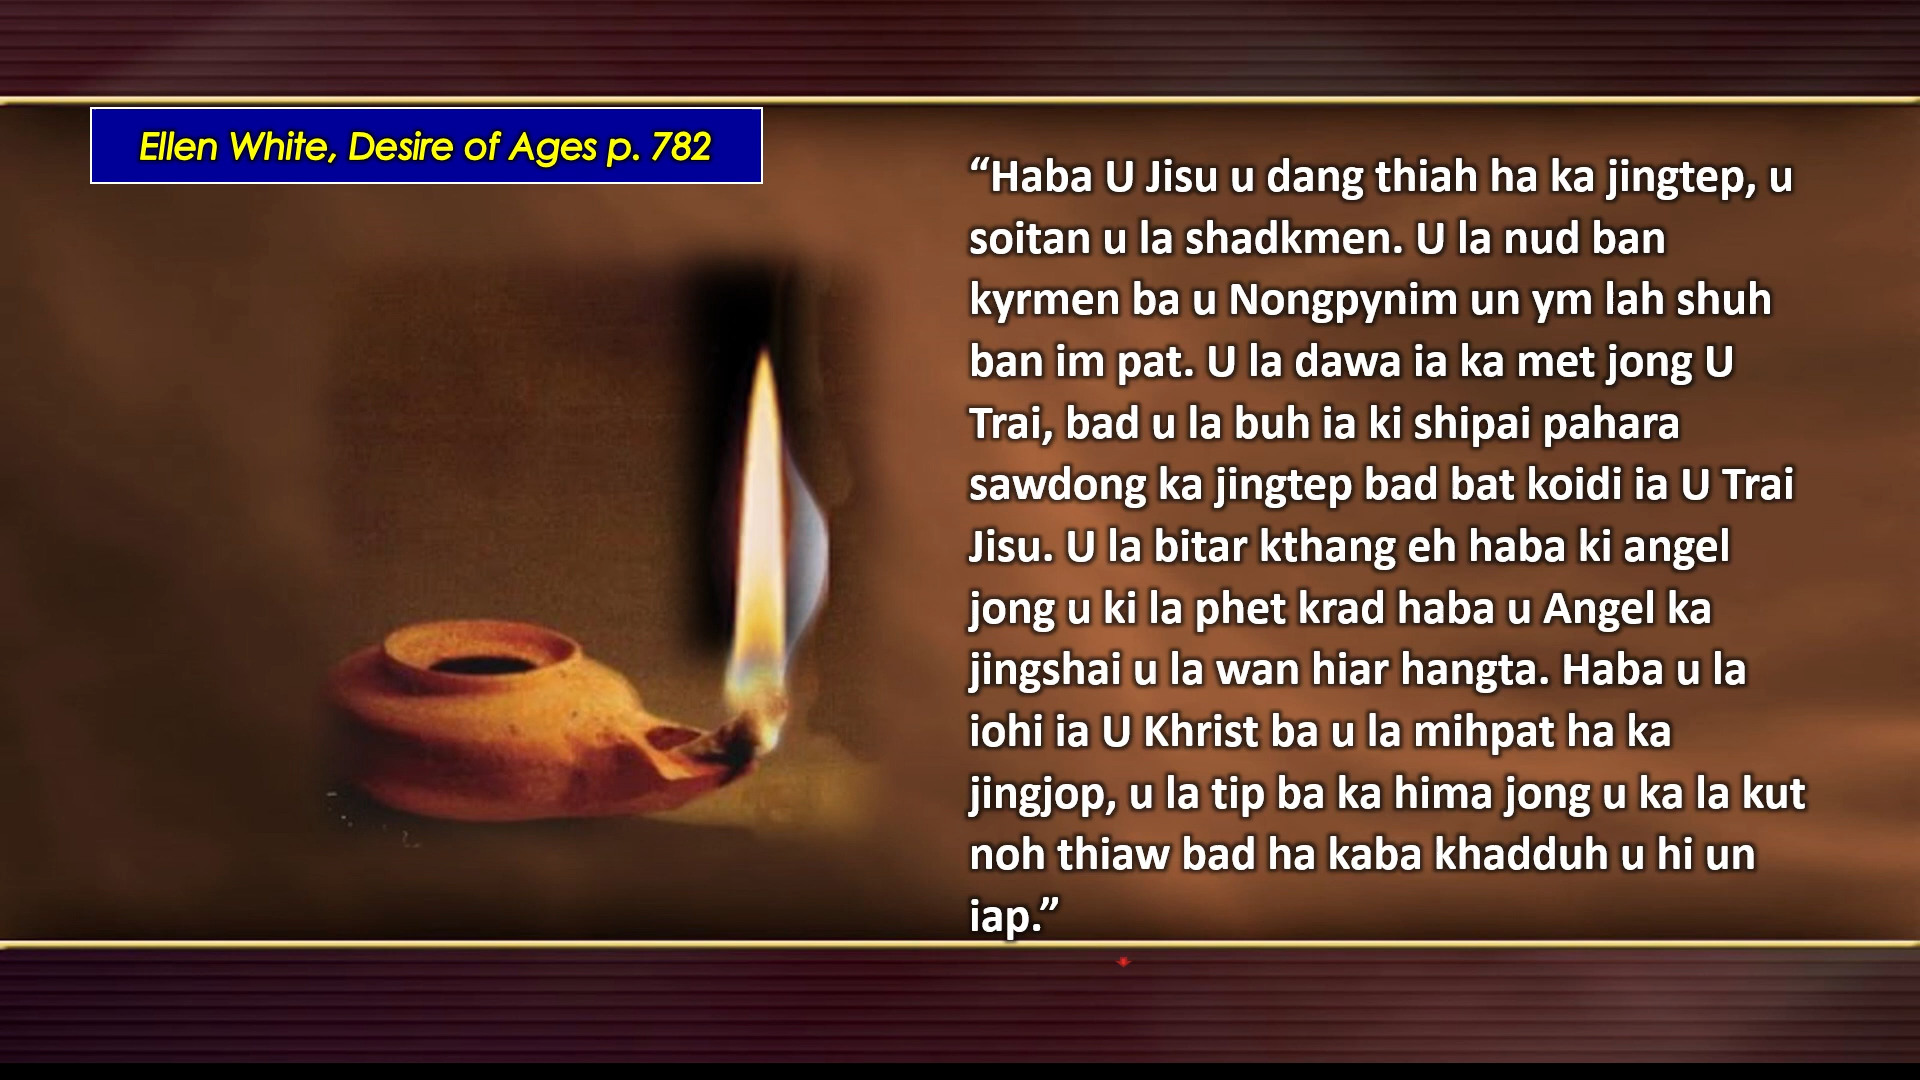 Ellen White, Desire of Ages p. 782
“Haba U Jisu u dang thiah ha ka jingtep, u
soitan u la shadkmen. U la nud ban
kyrmen ba u Nongpynim un ym lah shuh
ban im pat. U la dawa ia ka met jong U
Trai, bad u la buh ia ki shipai pahara
sawdong ka jingtep bad bat koidi ia U Trai
Jisu. U la bitar kthang eh haba ki angel
jong u ki la phet krad haba u Angel ka
jingshai u la wan hiar hangta. Haba u la
iohi ia U Khrist ba u la mihpat ha ka
jingjop, u la tip ba ka hima jong u ka la kut
noh thiaw bad ha kaba khadduh u hi un
iap.”